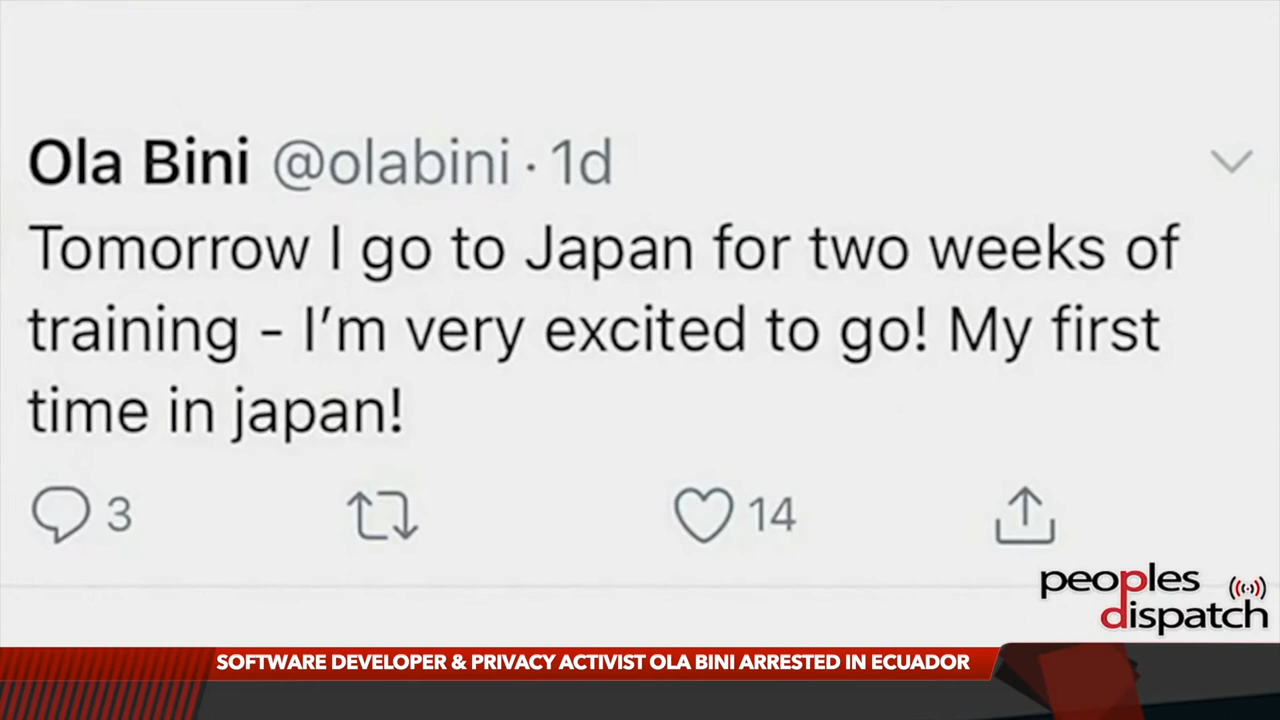 Ola Bini @olabini · 1d
Tomorrow I go to Japan for two weeks of
training - I'm very excited to go! My first
time in japan!
3 14
peoples
dispatch
SOFTWARE DEVELOPER & PRIVACY ACTIVIST OLA BINI ARRESTED IN ECUADOR